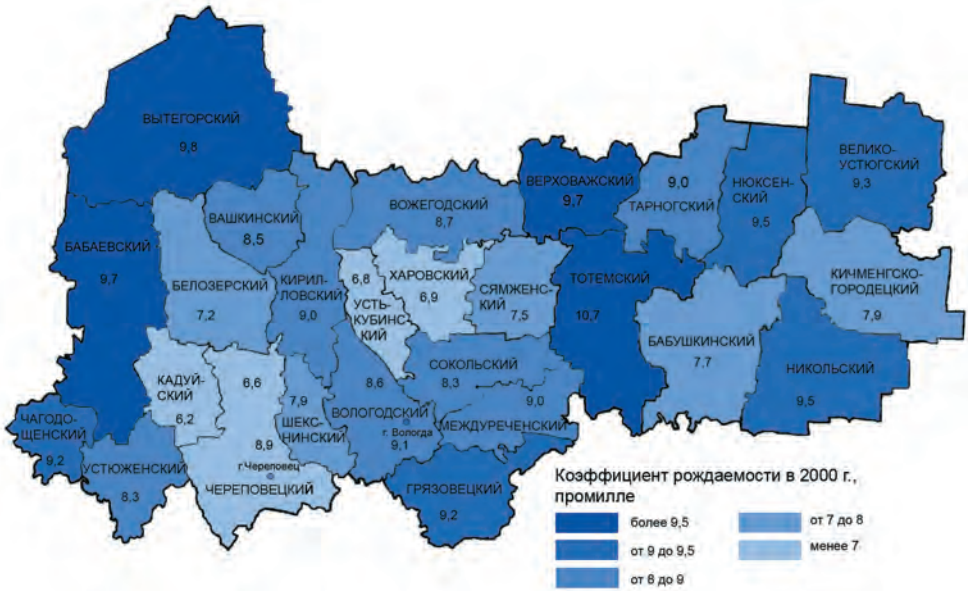 ВЫТЕГОРСКИЙ
9,8
ВЕЛИКО-
УСТЮГСКИЙ
9,3
ВЕРХОВАЖСКИЙ
9,7
9,0
ТАРНОГСКИЙ
НЮКСЕН-
СКИЙ
9,5
ВАШКИНСКИЙ
8,5
ВОЖЕГОДСКИЙ
8,7
БАБАЕВСКИЙ
9,7
БЕЛОЗЕРСКИЙ
7,2
КИРИЛ-
ЛОВСКИЙ
9,0
6,8
УСТЬ-
КУБИНС-
КИЙ
ХАРОВСКИЙ
6,9
СЯМЖЕНС-
КИЙ
7,5
ТОТЕМСКИЙ
10,7
КИЧМЕНГСКО-
ГОРОДЕЦКИЙ
7,9
БАБУШКИНСКИЙ
7,7
НИКОЛЬСКИЙ
9,5
КАДУЙ-
СКИЙ
6,2
6,6
8,9
г.Череповец
ЧЕРЕПОВЕЦКИЙ
7,9
ШЕКС-
НИНСКИЙ
8,6
ВОЛОГОДСКИЙ
г. Вологда
9,1
СОКОЛЬСКИЙ
8,3
9,0
МЕЖДУРЕЧЕНСКИЙ
ЧАГОДО-
ЩЕНСКИЙ
9,2
УСТЮЖЕНСКИЙ
8,3
ГРЯЗОВЕЦКИЙ
9,2
Коэффициент рождаемости в 2000 г.,
промилле
более 9,5
от 9 до 9,5
от 8 до 9
от 7 до 8
менее 7